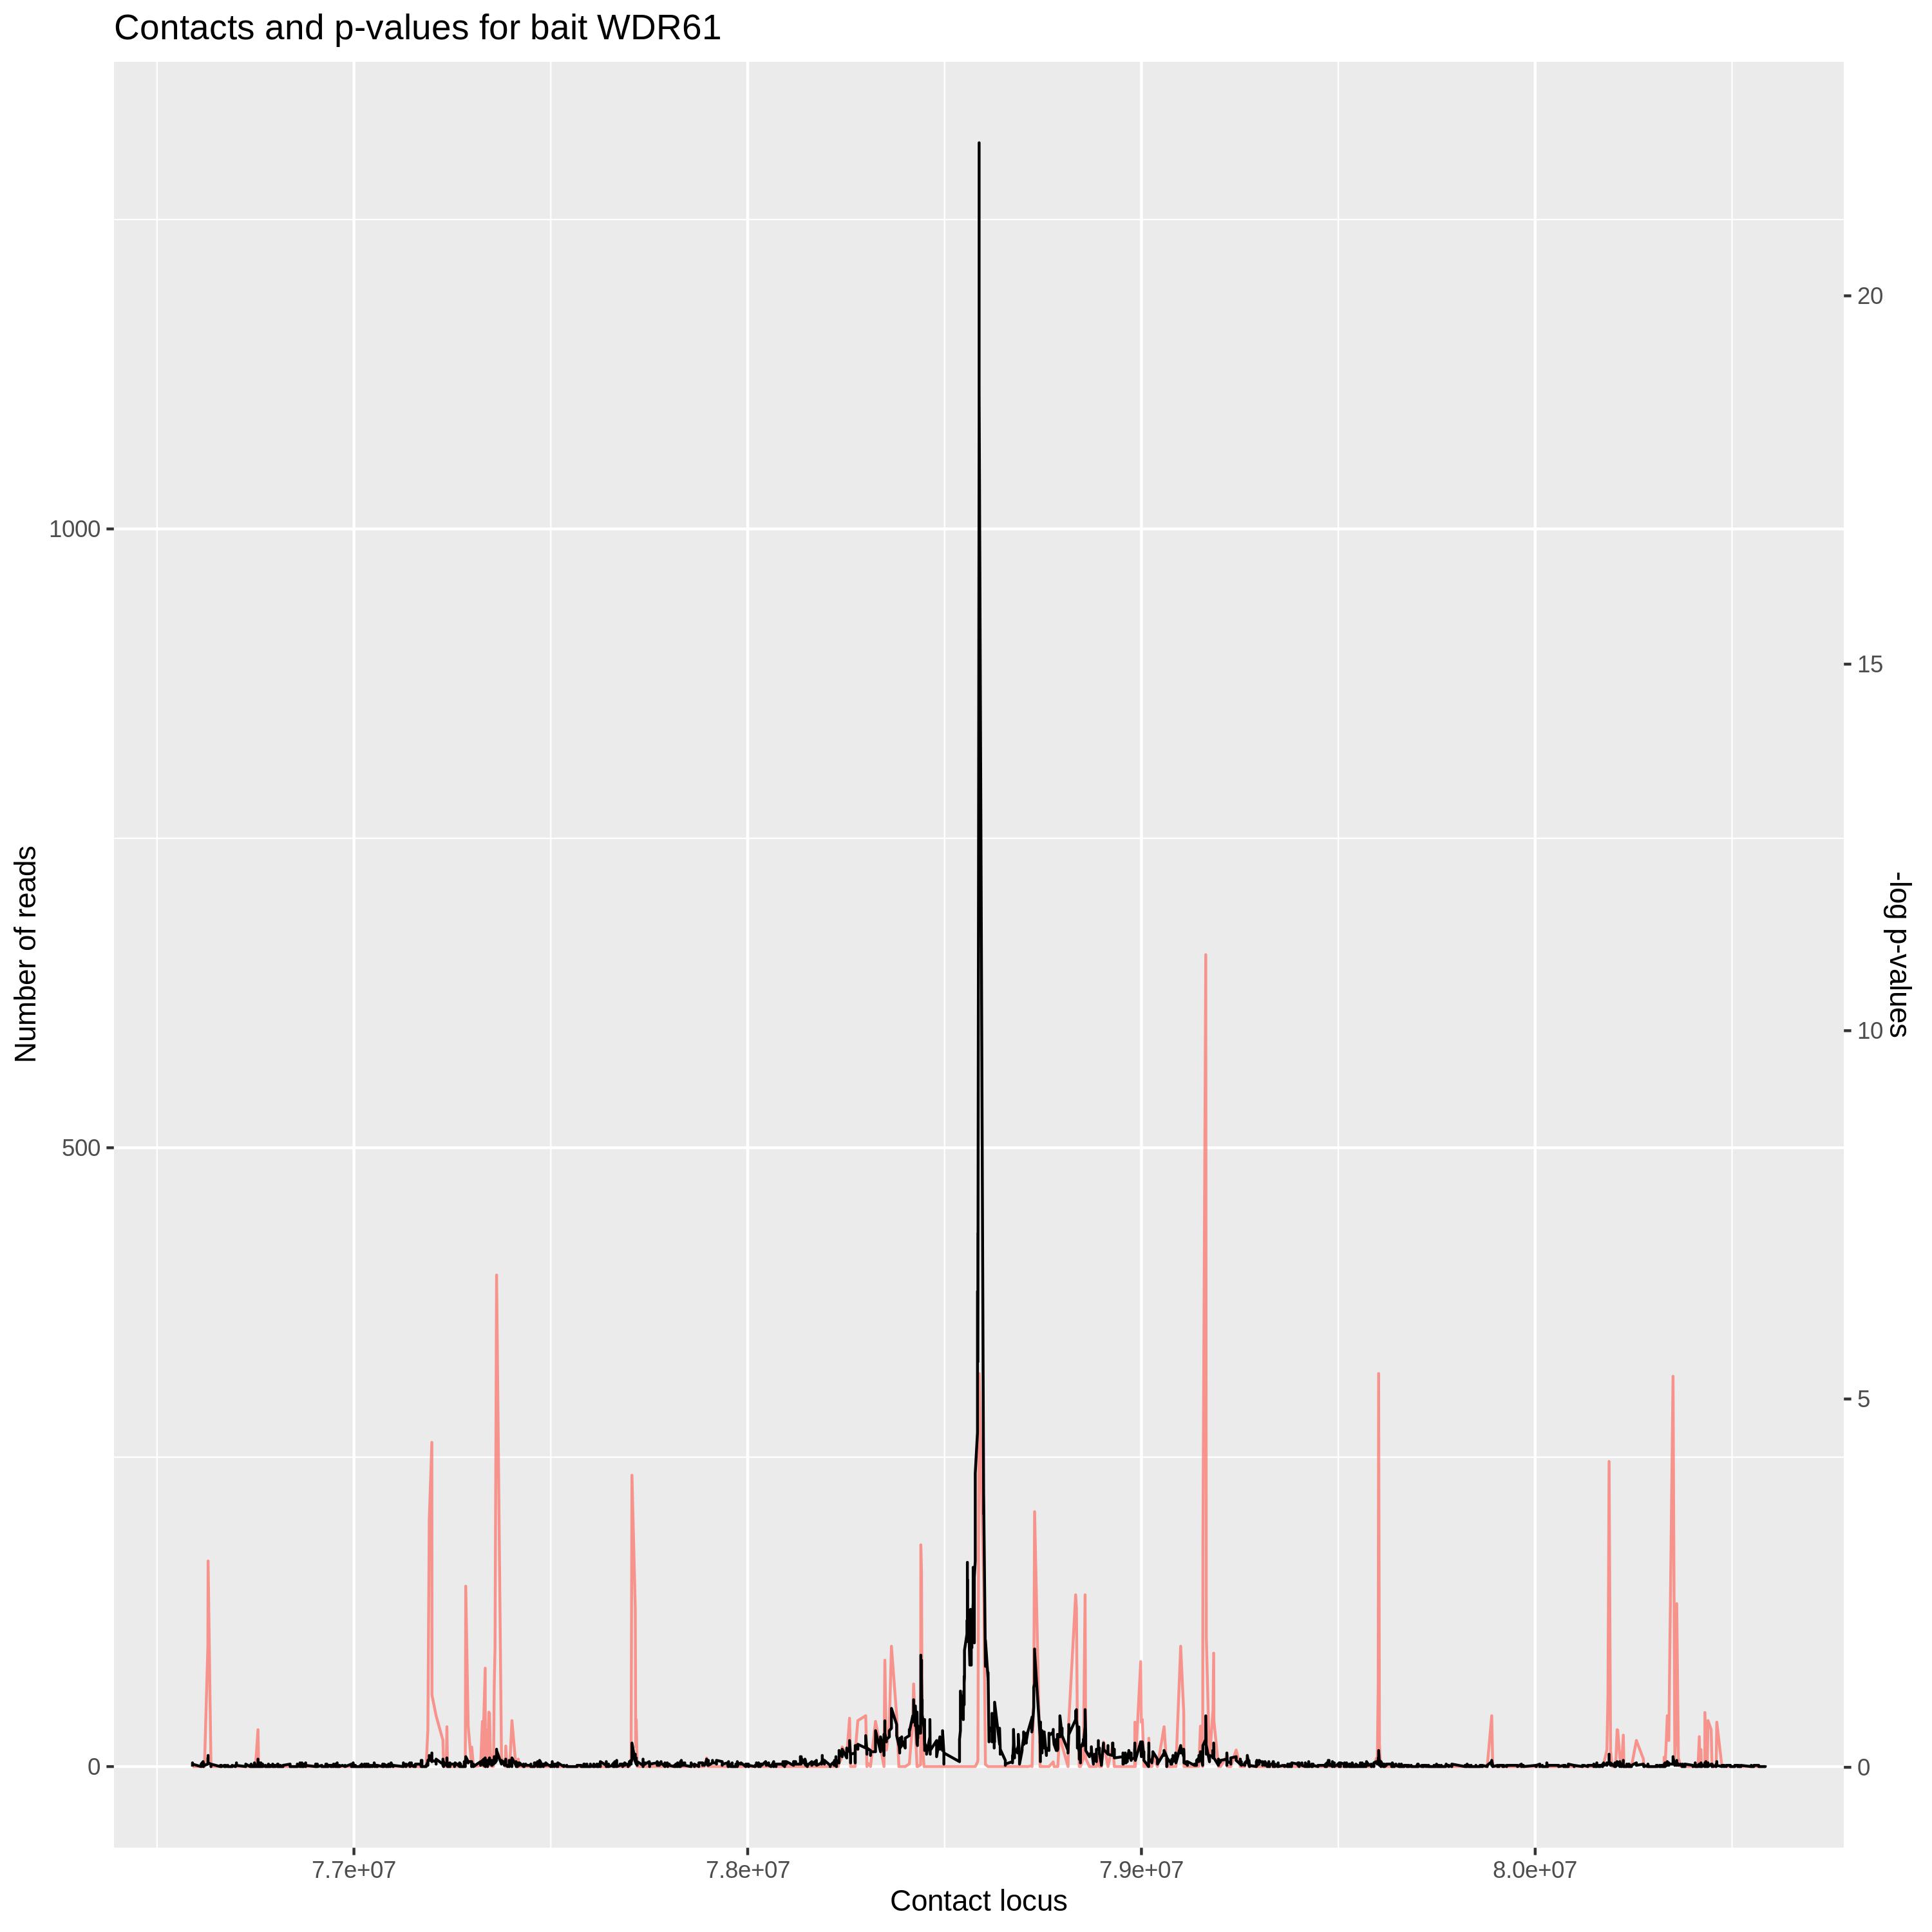 Contacts and p-values for bait WDR61
Number of reads
1000
500
0
20
15
10
5
0
-log p-values
7.7e+07
7.8e+07
7.9e+07
8.0e+07
Contact locus